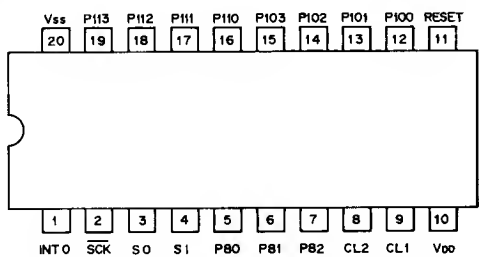 Vss P113 P112 P111 P110 P103 P102 P101 P100 RESET
20 19 18 17 16 15 14 13 12 11
1 2 3 4 5 6 7 8 9 10
INT0 S̅C̅K̅ SO SI P80 P81 P82 CL2 CL1 VDD